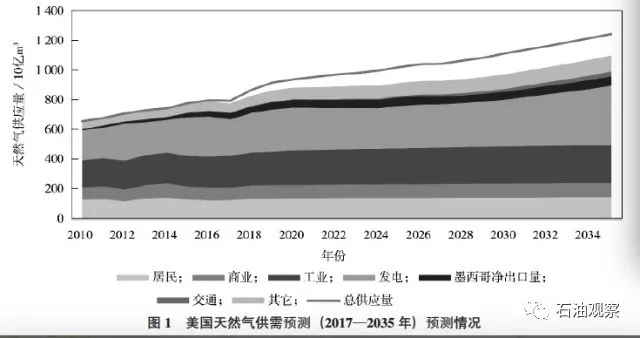 1 400
1 200
1 000
800
600
400
200
0
天然气供应量 / 10亿m³
2010 2012 2014 2016 2018 2020 2022 2024 2026 2028 2030 2032 2034
年份
居民； 商业； 工业； 发电； 墨西哥净出口量；
交通； 其它； 总供应量
图 1 美国天然气供需预测（2017—2035 年）预测情况
石油观察